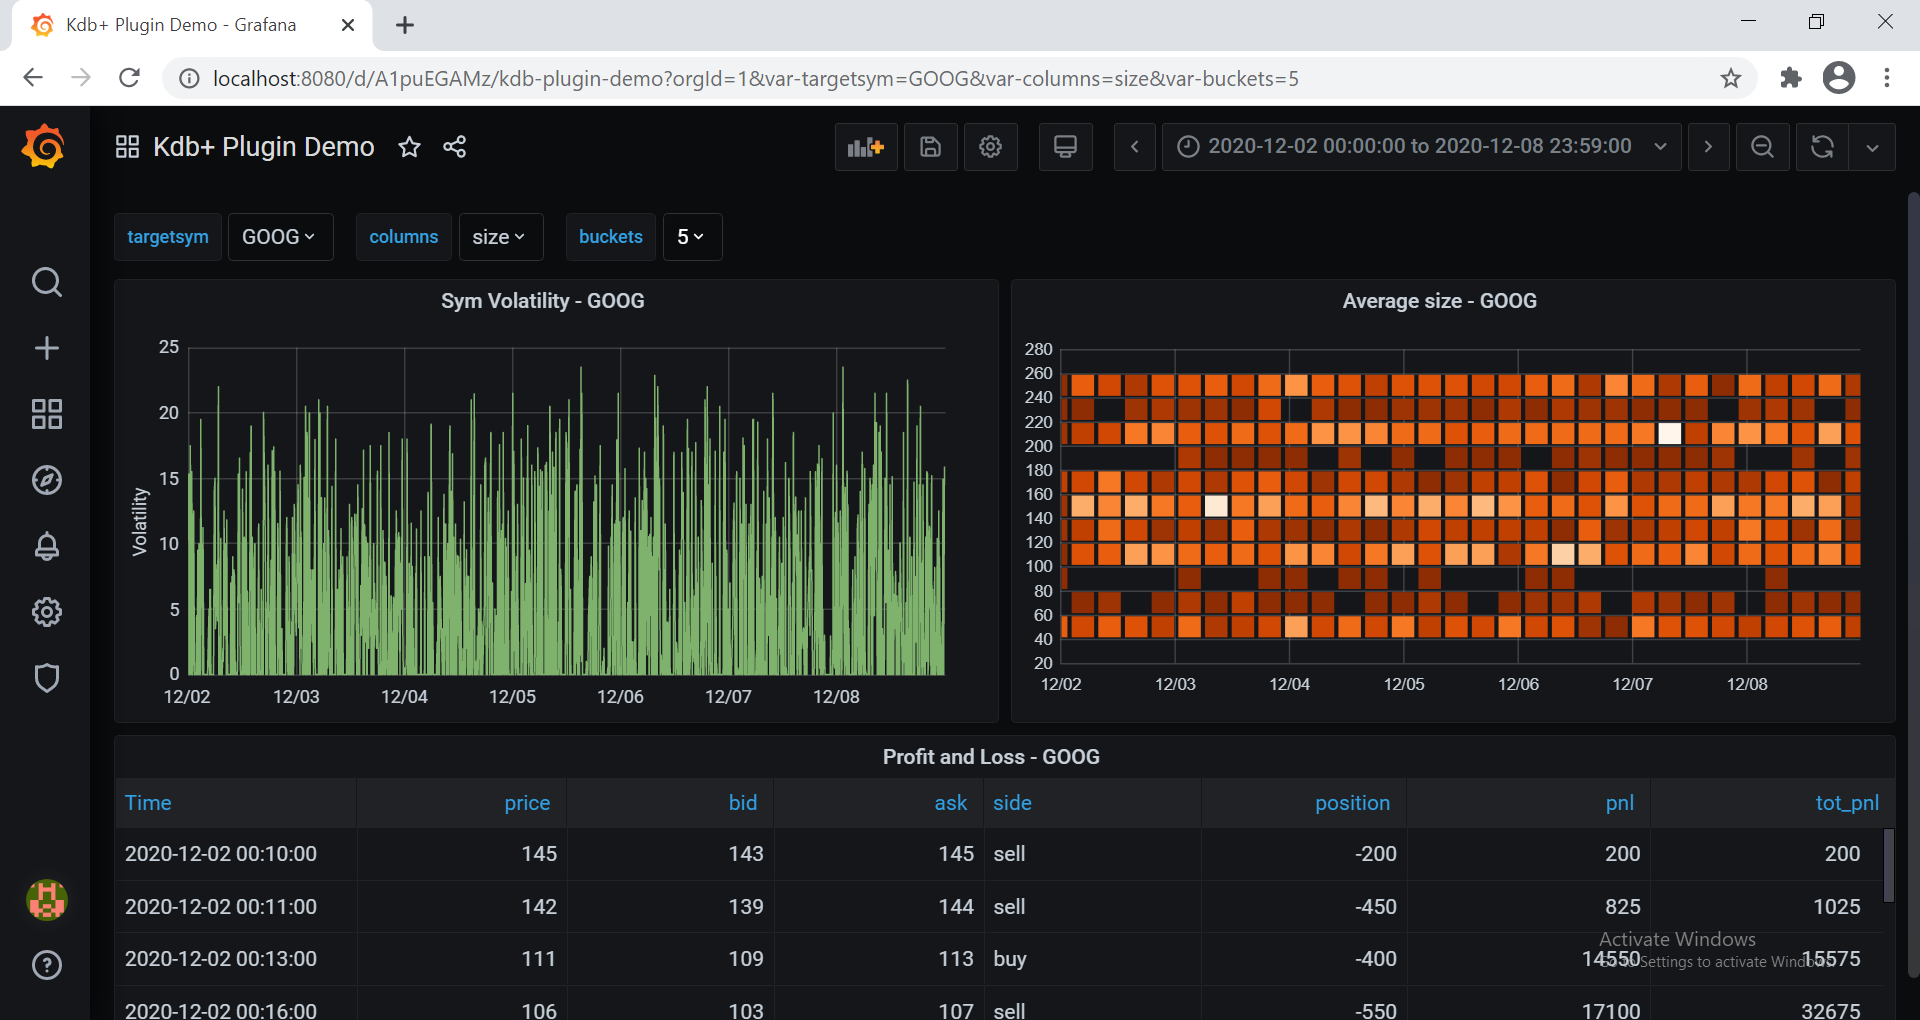 Kdb+ Plugin Demo - Grafana
localhost:8080/d/A1puEGAMz/kdb-plugin-demo?orgId=1&var-targetsym=GOOG&var-columns=size&var-buckets=5
Kdb+ Plugin Demo
2020-12-02 00:00:00 to 2020-12-08 23:59:00
targetsym GOOG columns size buckets 5
Sym Volatility - GOOG
Volatility
25
20
15
10
5
0
12/02 12/03 12/04 12/05 12/06 12/07 12/08
Average size - GOOG
280
260
240
220
200
180
160
140
120
100
80
60
40
20
12/02 12/03 12/04 12/05 12/06 12/07 12/08
Profit and Loss - GOOG
Time price bid ask side position pnl tot_pnl
2020-12-02 00:10:00 145 143 145 sell -200 200 200
2020-12-02 00:11:00 142 139 144 sell -450 825 1025
2020-12-02 00:13:00 111 109 113 buy -400 14550 15575
2020-12-02 00:16:00 106 103 107 sell -550 17100 32675
Activate Windows
Go to Settings to activate Windows.